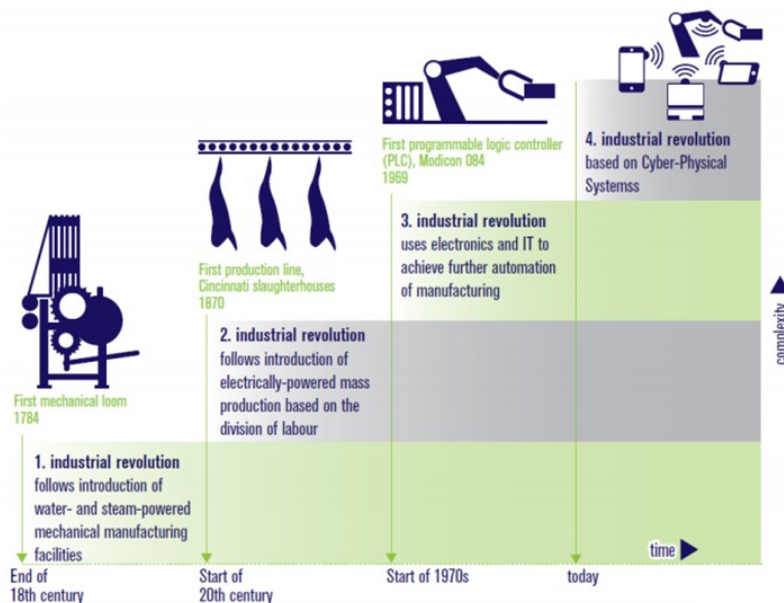 First programmable logic controller
(PLC), Modicon 084
1969
4. industrial revolution
based on Cyber-Physical
Systemss
3. industrial revolution
uses electronics and IT to
achieve further automation
of manufacturing
First production line,
Cincinnati slaughterhouses
1870
2. industrial revolution
follows introduction of
electrically-powered mass
production based on the
division of labour
First mechanical loom
1784
1. industrial revolution
follows introduction of
water- and steam-powered
mechanical manufacturing
facilities
complexity
time
End of
18th century
Start of
20th century
Start of 1970s
today